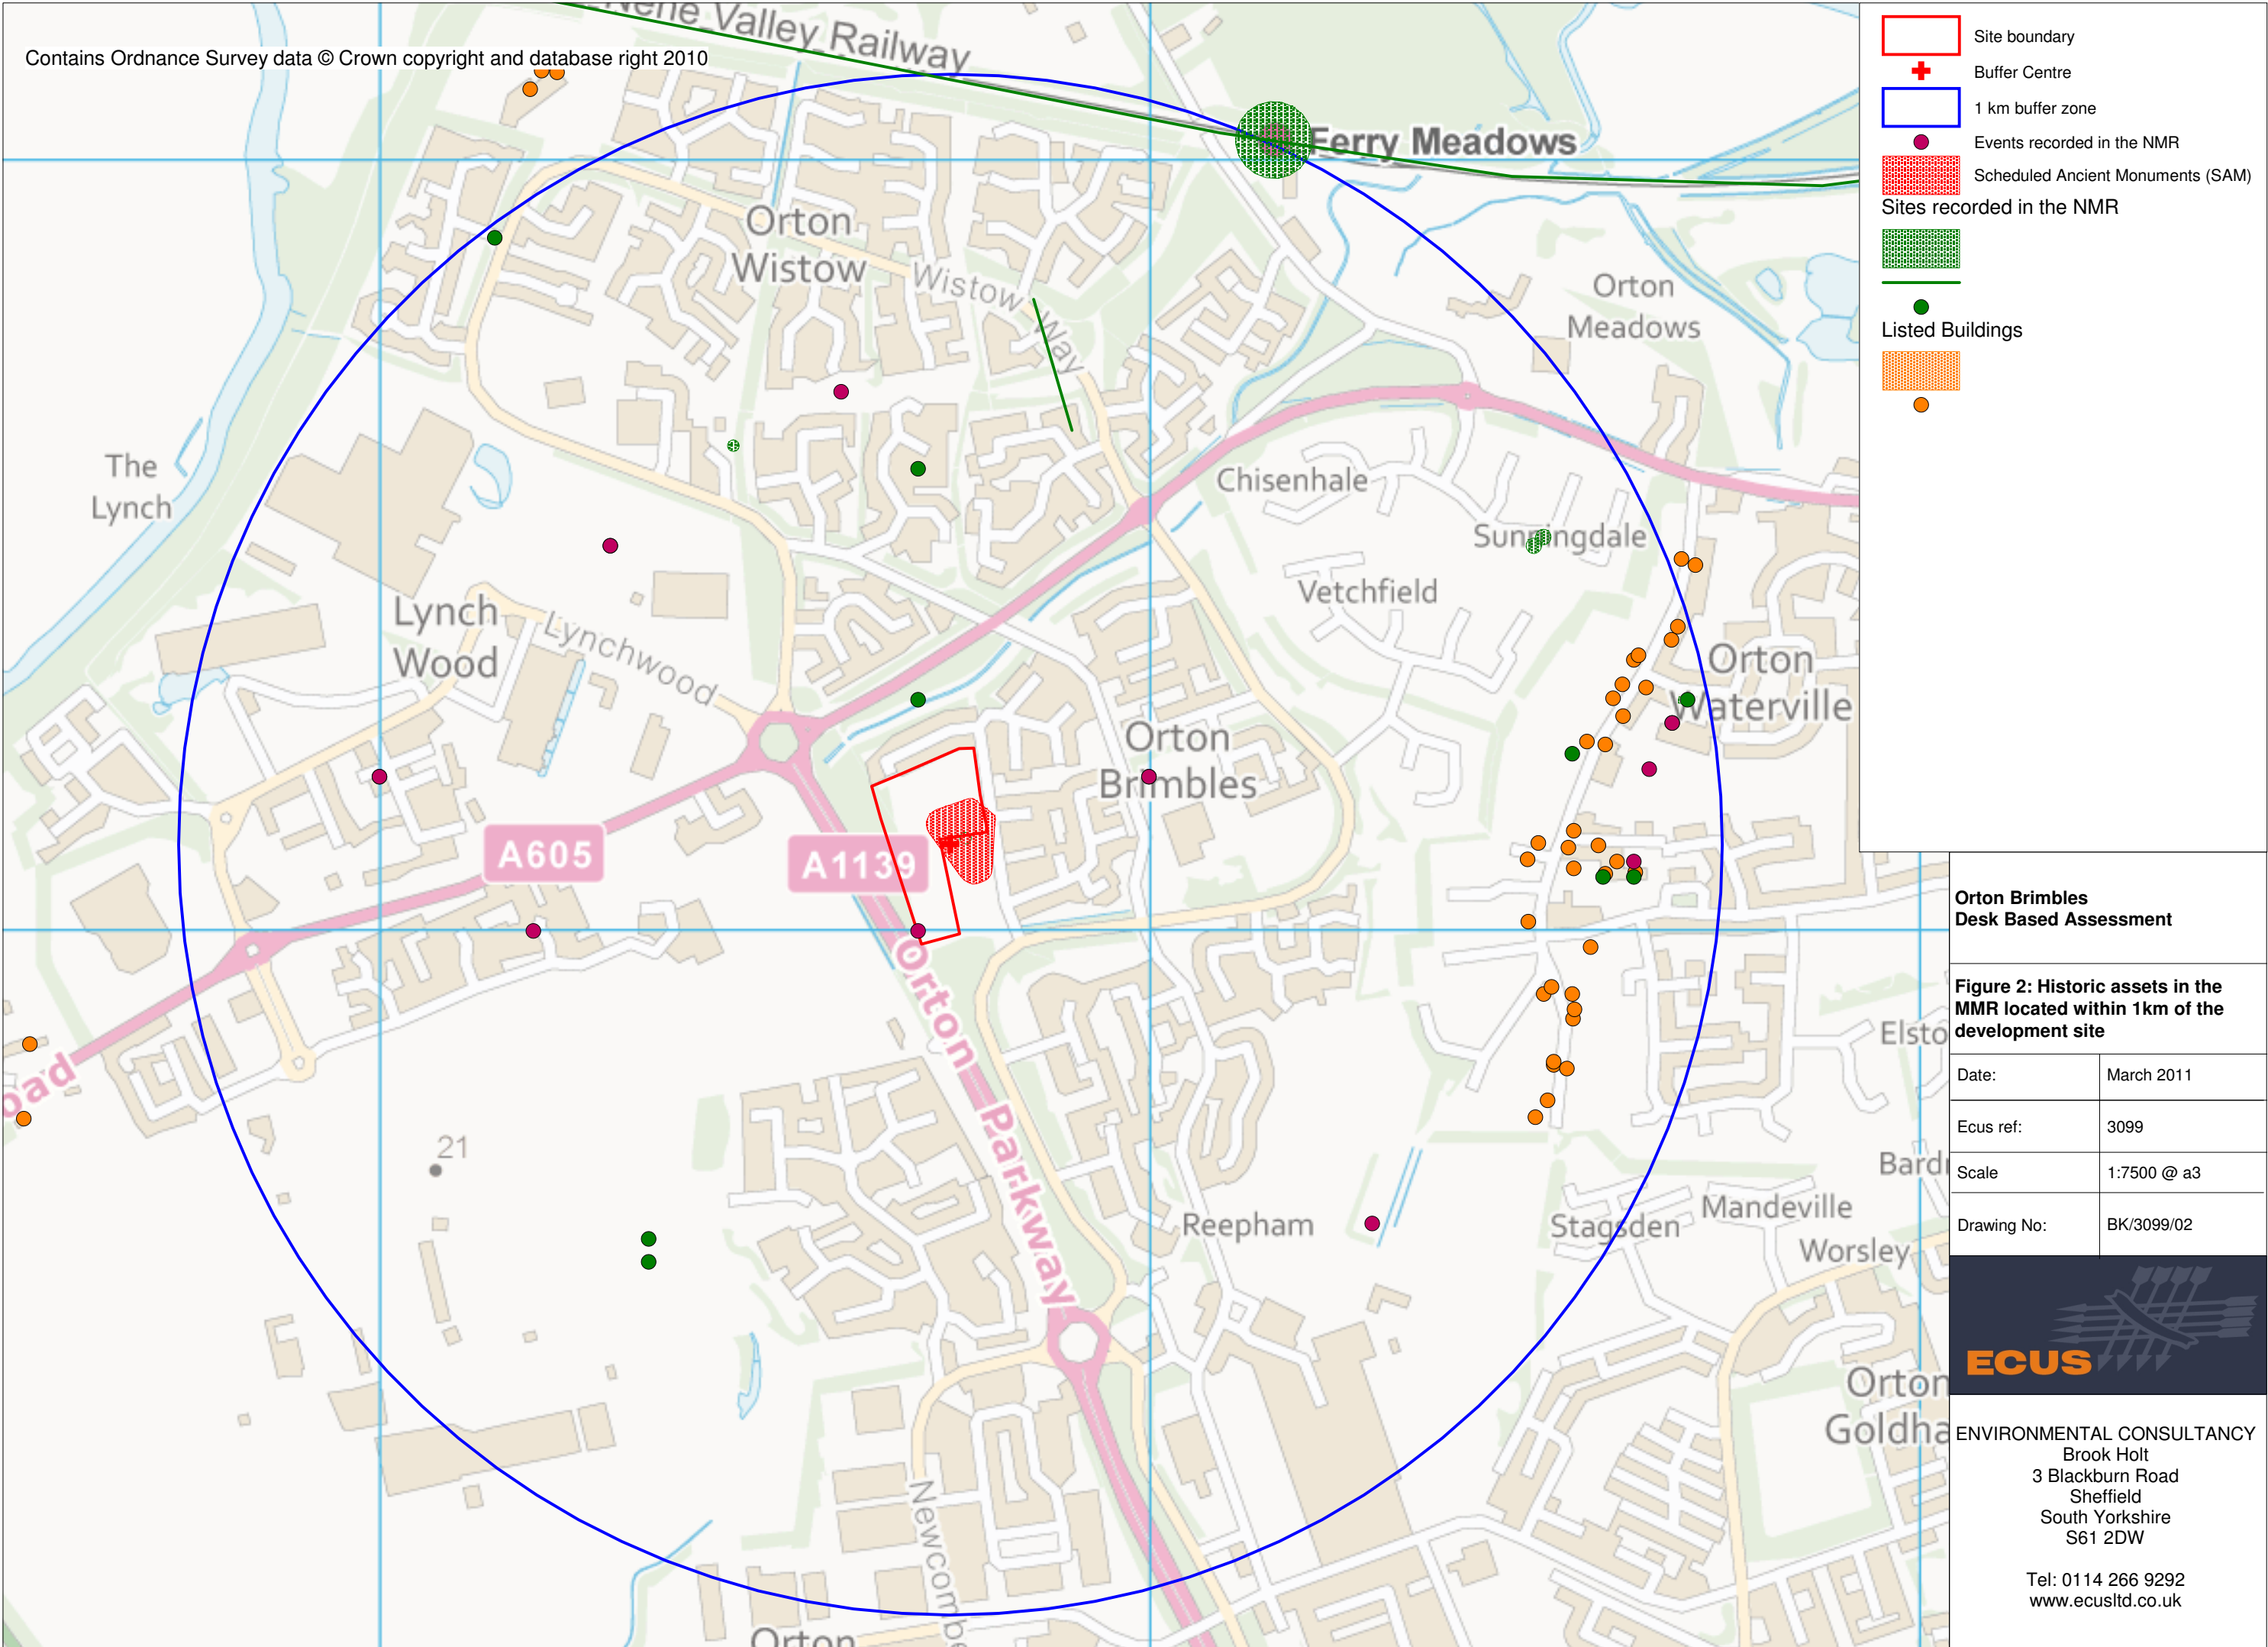 Nene Valley Railway
Contains Ordnance Survey data © Crown copyright and database right 2010
Ferry Meadows
Orton
Wistow
Wistow Way
Orton
Meadows
The
Lynch
Chisenhale
Sunningdale
Vetchfield
Lynch
Wood
Lynchwood
Orton
Waterville
Orton
Brimbles
A605
A1139
Orton Parkway
oad
21
Reepham
Stagsden
Mandeville
Worsley
Elsto
Bard
Orton
Goldha
Newcombe
Orton
Site boundary
Buffer Centre
1 km buffer zone
Events recorded in the NMR
Scheduled Ancient Monuments (SAM)
Sites recorded in the NMR
Listed Buildings
Orton Brimbles
Desk Based Assessment
Figure 2: Historic assets in the
MMR located within 1km of the
development site
Date: March 2011
Ecus ref: 3099
Scale 1:7500 @ a3
Drawing No: BK/3099/02
ECUS
ENVIRONMENTAL CONSULTANCY
Brook Holt
3 Blackburn Road
Sheffield
South Yorkshire
S61 2DW
Tel: 0114 266 9292
www.ecusltd.co.uk